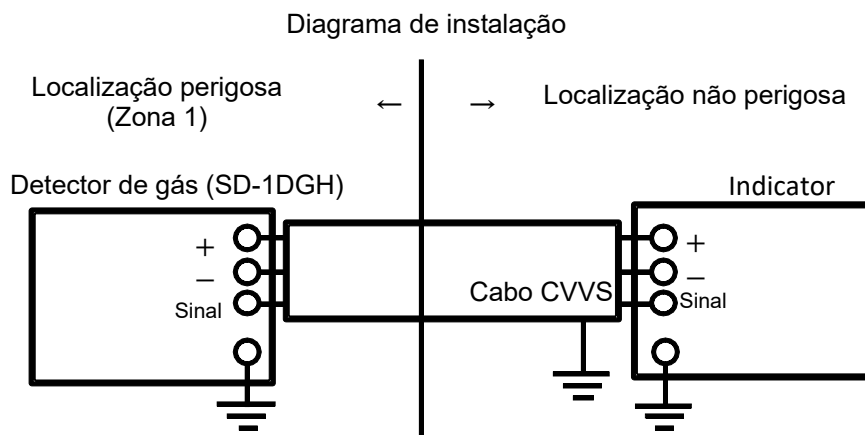 Diagrama de instalação
Localização perigosa
(Zona 1)
← →
Localização não perigosa
Detector de gás (SD-1DGH)
Indicator
+
−
Sinal
Cabo CVVS
+
−
Sinal